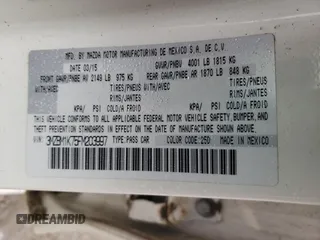 MFD. BY MAZDA MOTOR MANUFACTURING DE MEXICO S.A. DE C.V.
DATE 03/15 GVWR/PNBV 4001 LB 1815 KG
FRONT GAWR/PNBE AV 2149 LB 975 KG REAR GAWR/PNBE AR 1870 LB 848 KG
WITH/AVEC TIRES/PNEUS WITH/AVEC TIRES/PNEUS
RIMS/JANTES RIMS/JANTES
KPA/ PSI/ COLD/A FROID KPA/ PSI/ COLD/A FROID
THIS VEHICLE CONFORMS TO ALL APPLICABLE
FEDERAL MOTOR VEHICLE SAFETY, BUMPER, AND
THEFT PREVENTION STANDARDS IN EFFECT
ON THE DATE OF MANUFACTURE SHOWN ABOVE.
VIN: TYPE: PASS CAR COLOR: 25D MADE IN MEXICO
AUTOBIDMASTER